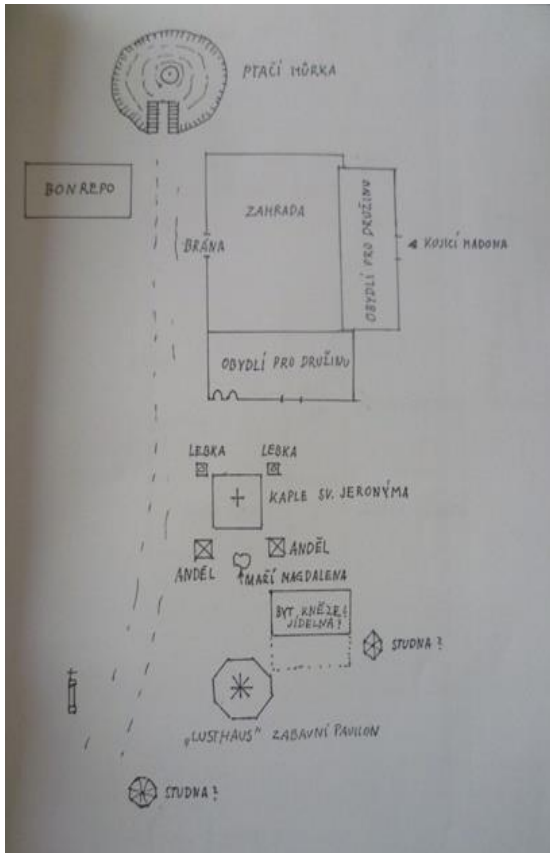 PTAČÍ MŮRKA
BONREPO
ZAHRADA
BRÁNA
OBYDLÍ PRO DRUŽINU
KOJÍCÍ MADONA
OBYDLÍ PRO DRUŽINU
LEBKA
LEBKA
KAPLE SV. JERONÝMA
ANDĚL
ANDĚL
MAŘÍ MAGDALENA
BYT, KNĚZE?
JÍDELNA?
STUDNA?
„LUSTHAUS" ZÁBAVNÍ PAVILON
STUDNA?